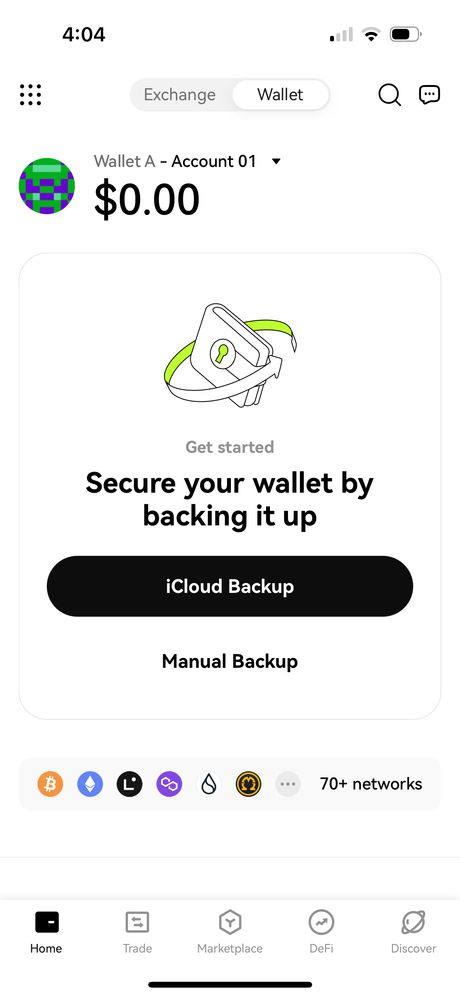 4:04
Exchange
Wallet
Wallet A - Account 01
$0.00
Get started
Secure your wallet by
backing it up
iCloud Backup
Manual Backup
70+ networks
Home
Trade
Marketplace
DeFi
Discover